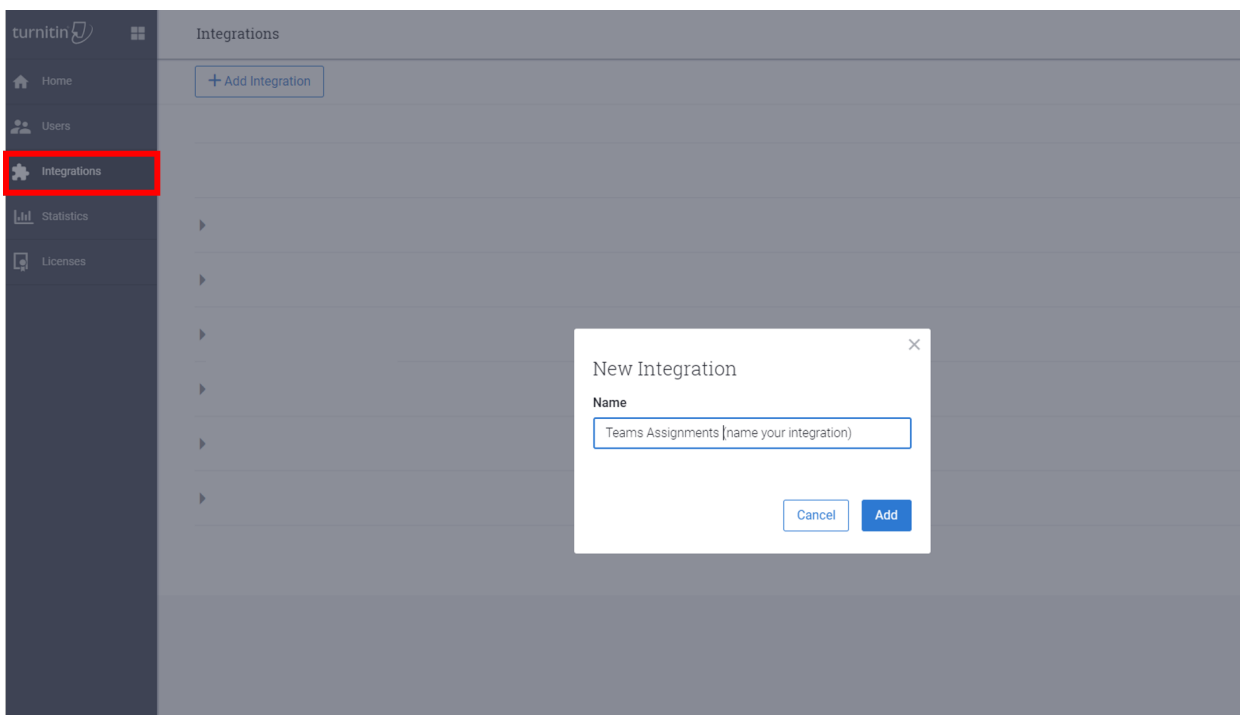 turnitin
Integrations
Home
+ Add Integration
Users
Integrations
Statistics
Licenses
New Integration
Name
Teams Assignments (name your integration)
Cancel
Add